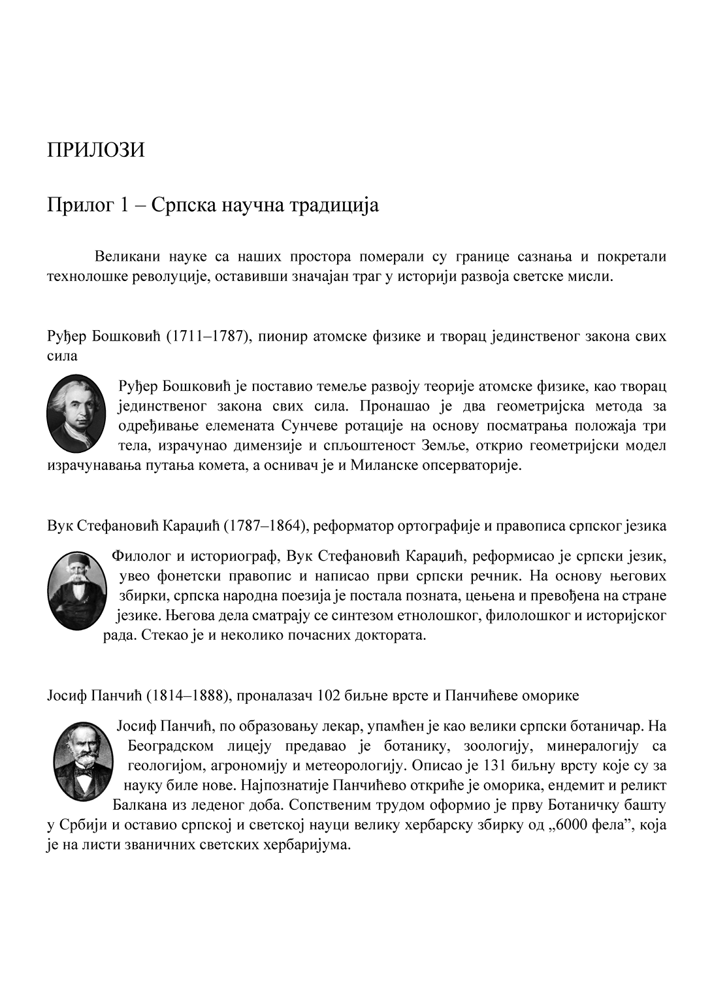 ПРИЛОЗИ
Прилог 1 – Српска научна традиција
Великани науке са наших простора померали су границе сазнања и покретали
технолошке револуције, оставивши значајан траг у историји развоја светске мисли.
Руђер Бошковић (1711–1787), пионир атомске физике и творац јединственог закона свих
сила
Руђер Бошковић је поставио темеље развоју теорије атомске физике, као творац
јединственог закона свих сила. Пронашао је два геометријска метода за
одређивање елемената Сунчеве ротације на основу посматрања положаја три
тела, израчунао димензије и спљоштеност Земље, открио геометријски модел
израчунавања путања комета, а оснивач је и Миланске опсерваторије.
Вук Стефановић Караџић (1787–1864), реформатор ортографије и правописа српског језика
Филолог и историограф, Вук Стефановић Караџић, реформисао је српски језик,
увео фонетски правопис и написао први српски речник. На основу његових
збирки, српска народна поезија је постала позната, цењена и превођена на стране
језике. Његова дела сматрају се синтезом етнолошког, филолошког и историјског
рада. Стекао је и неколико почасних доктората.
Јосиф Панчић (1814–1888), проналазач 102 биљне врсте и Панчићеве оморике
Јосиф Панчић, по образовању лекар, упамћен је као велики српски ботаничар. На
Београдском лицеју предавао је ботанику, зоологију, минералогију са
геологијом, агрономију и метеорологију. Описао је 131 биљну врсту које су за
науку биле нове. Најпознатије Панчићево откриће је оморика, ендемит и реликт
Балкана из леденог доба. Сопственим трудом оформио је прву Ботаничку башту
у Србији и оставио српској и светској науци велику хербарску збирку од „6000 фела”, која
је на листи званичних светских хербаријума.